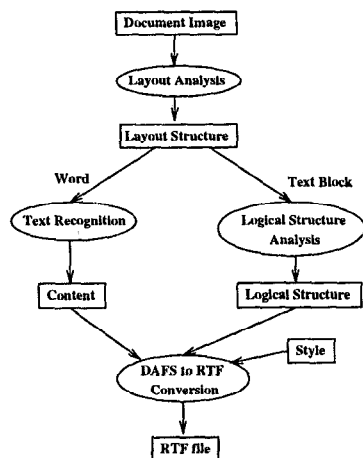 Document Image
Layout Analysis
Layout Structure
Word
Text Block
Text Recognition
Logical Structure
Analysis
Content
Logical Structure
Style
DAFS to RTF
Conversion
RTF file